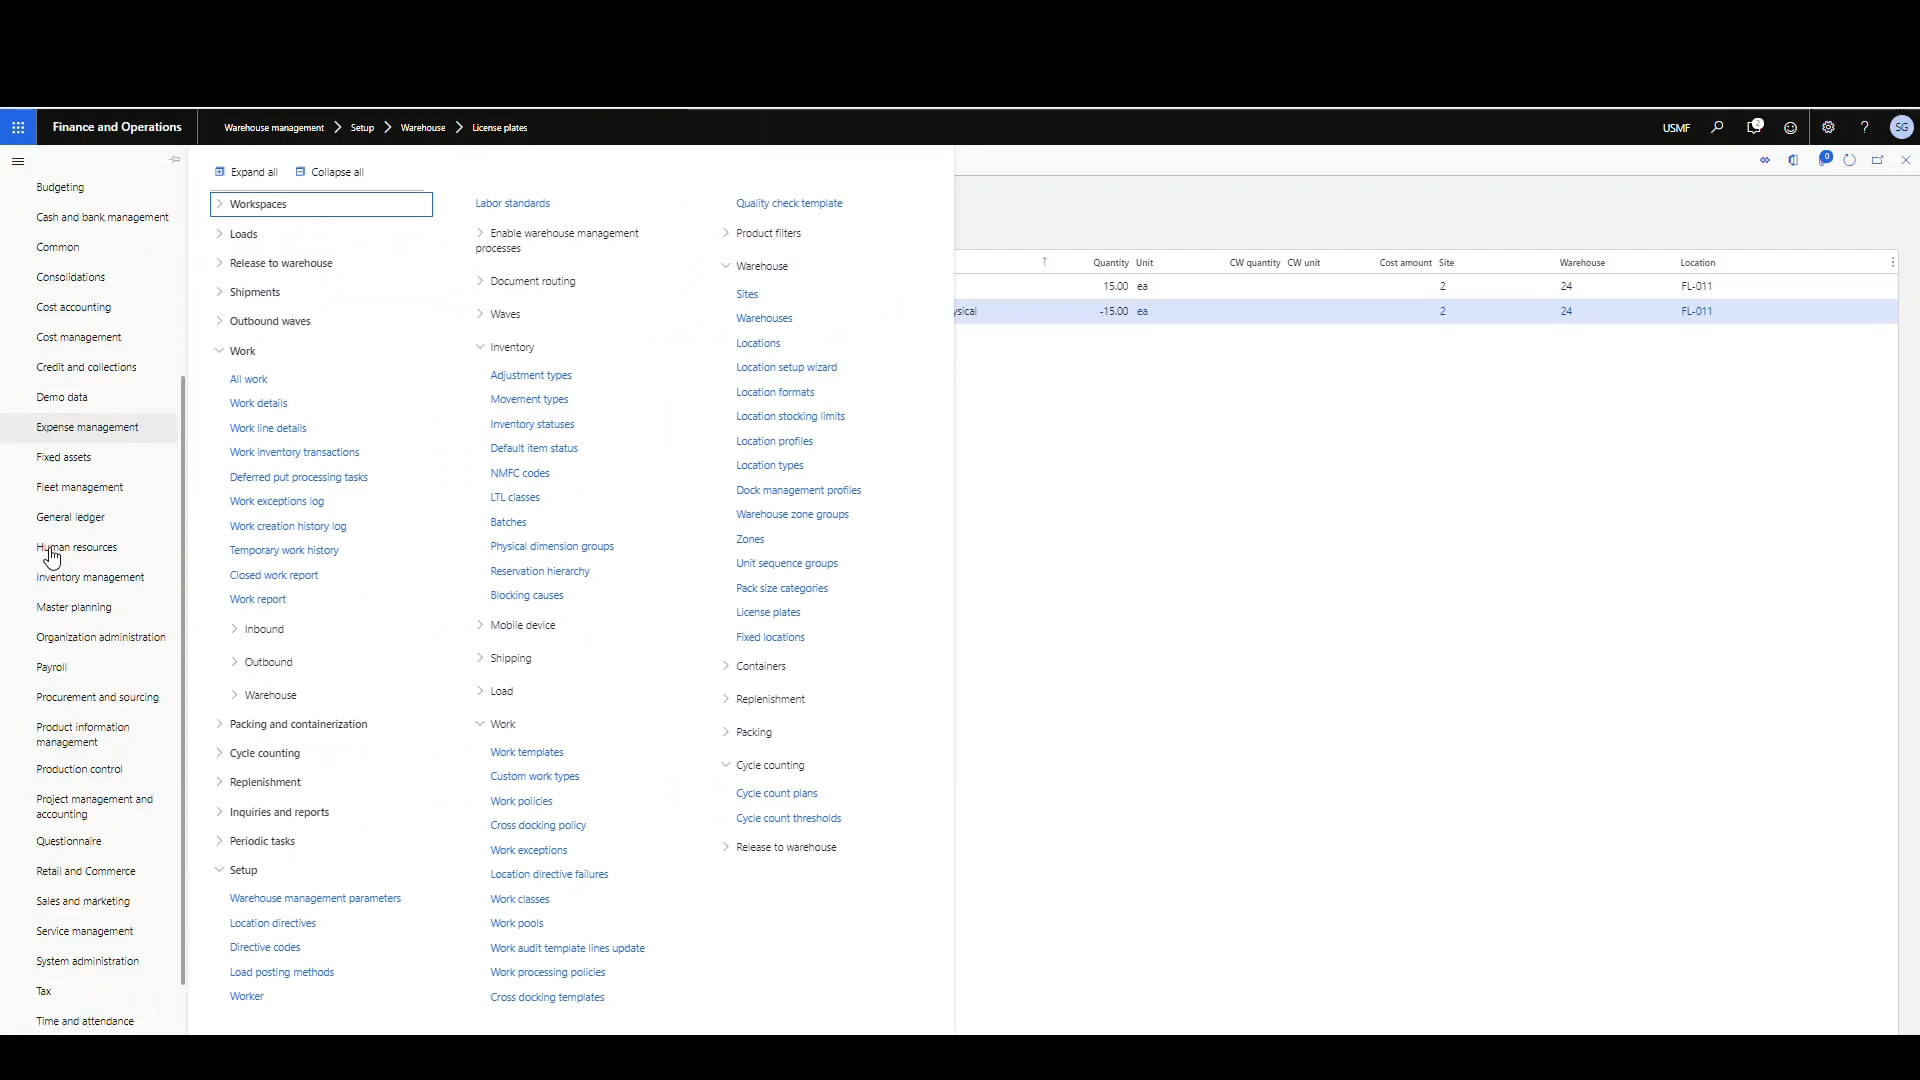 Finance and Operations
Warehouse management > Setup > Warehouse > License plates
USMF
2
SG
0
Budgeting
Cash and bank management
Common
Consolidations
Cost accounting
Cost management
Credit and collections
Demo data
Expense management
Fixed assets
Fleet management
General ledger
Human resources
Inventory management
Master planning
Organization administration
Payroll
Procurement and sourcing
Product information
management
Production control
Project management and
accounting
Questionnaire
Retail and Commerce
Sales and marketing
Service management
System administration
Tax
Time and attendance
Expand all
Collapse all
Workspaces
Loads
Release to warehouse
Shipments
Outbound waves
Work
All work
Work details
Work line details
Work inventory transactions
Deferred put processing tasks
Work exceptions log
Work creation history log
Temporary work history
Closed work report
Work report
Inbound
Outbound
Warehouse
Packing and containerization
Cycle counting
Replenishment
Inquiries and reports
Periodic tasks
Setup
Warehouse management parameters
Location directives
Directive codes
Load posting methods
Worker
Labor standards
Enable warehouse management
processes
Document routing
Waves
Inventory
Adjustment types
Movement types
Inventory statuses
Default item status
NMFC codes
LTL classes
Batches
Physical dimension groups
Reservation hierarchy
Blocking causes
Mobile device
Shipping
Load
Work
Work templates
Custom work types
Work policies
Cross docking policy
Work exceptions
Location directive failures
Work classes
Work pools
Work audit template lines update
Work processing policies
Cross docking templates
Quality check template
Product filters
Warehouse
Sites
Warehouses
Locations
Location setup wizard
Location formats
Location stocking limits
Location profiles
Location types
Dock management profiles
Warehouse zone groups
Zones
Unit sequence groups
Pack size categories
License plates
Fixed locations
Containers
Replenishment
Packing
Cycle counting
Cycle count plans
Cycle count thresholds
Release to warehouse
Quantity Unit CW quantity CW unit Cost amount Site Warehouse Location
15.00 ea 2 24 FL-011
ysical -15.00 ea 2 24 FL-011